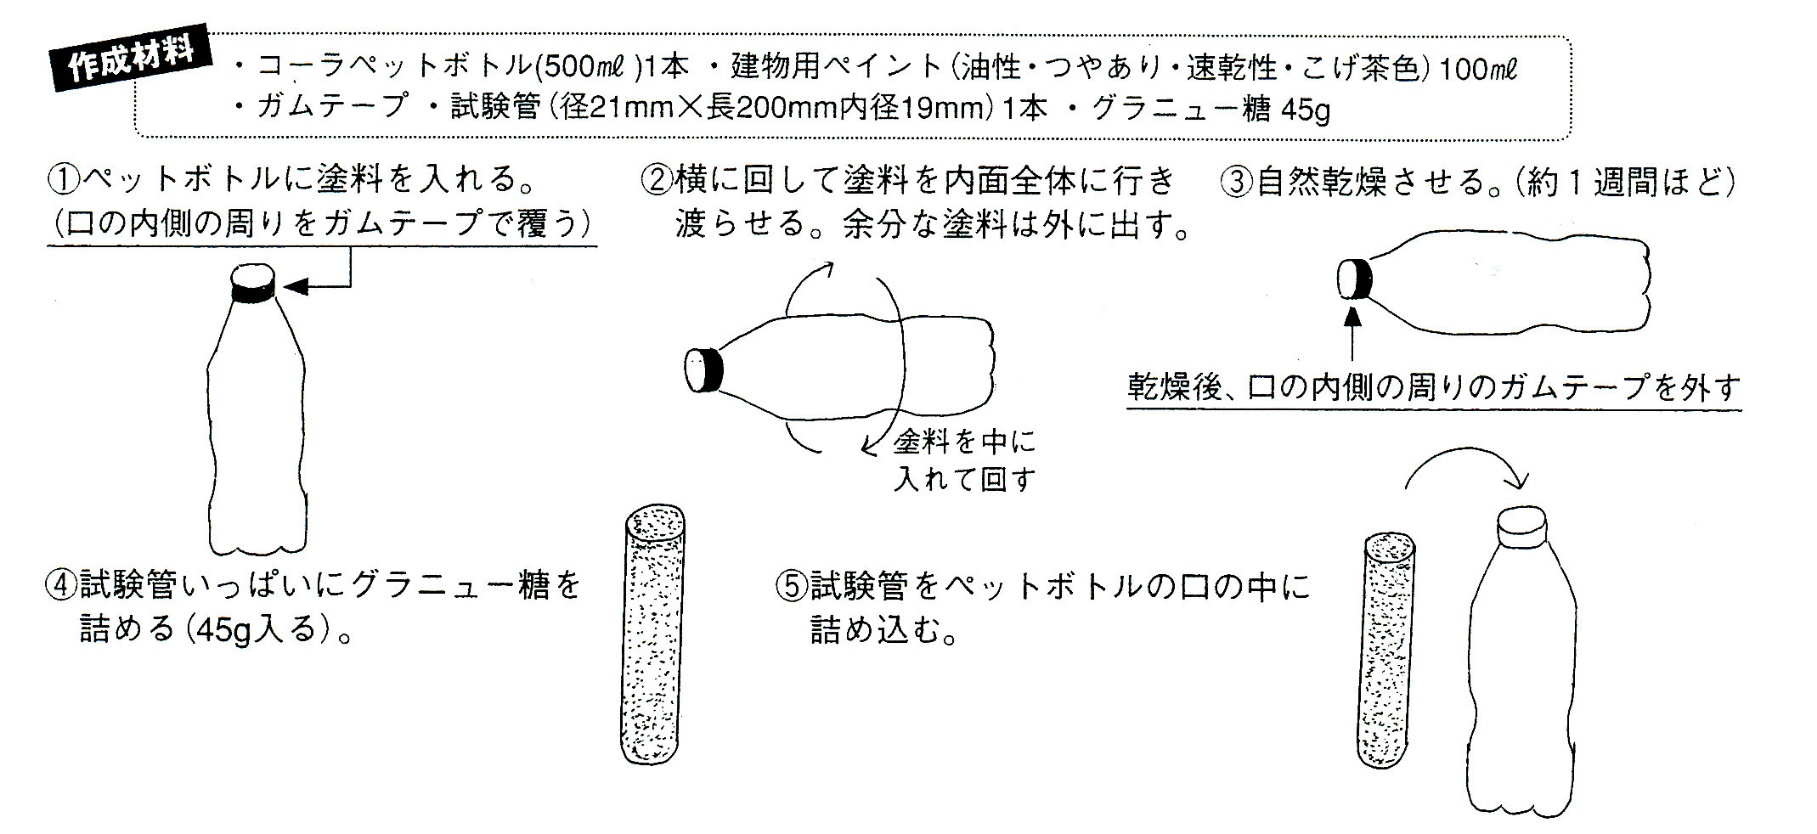 作成材料
・コーラペットボトル(500㎖)1本 ・建物用ペイント(油性・つやあり・速乾性・こげ茶色)100㎖
・ガムテープ ・試験管(径21mm×長200mm内径19mm)1本 ・グラニュー糖 45g
①ペットボトルに塗料を入れる。
(口の内側の周りをガムテープで覆う)
②横に回して塗料を内面全体に行き
渡らせる。余分な塗料は外に出す。
塗料を中に
入れて回す
③自然乾燥させる。(約1週間ほど)
乾燥後、口の内側の周りのガムテープを外す
④試験管いっぱいにグラニュー糖を
詰める(45g入る)。
⑤試験管をペットボトルの口の中に
詰め込む。